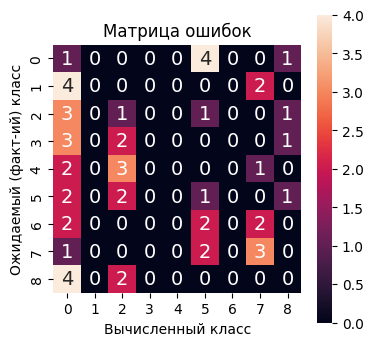 Матрица ошибок
Ожидаемый (факт-ий) класс
0 1 0 0 0 0 4 0 0 1
1 4 0 0 0 0 0 0 2 0
2 3 0 1 0 0 1 0 0 1
3 3 0 2 0 0 0 0 0 1
4 2 0 3 0 0 0 0 1 0
5 2 0 2 0 0 1 0 0 1
6 2 0 0 0 0 2 0 2 0
7 1 0 0 0 0 2 0 3 0
8 4 0 2 0 0 0 0 0 0
0 1 2 3 4 5 6 7 8
Вычисленный класс
4.0
3.5
3.0
2.5
2.0
1.5
1.0
0.5
0.0